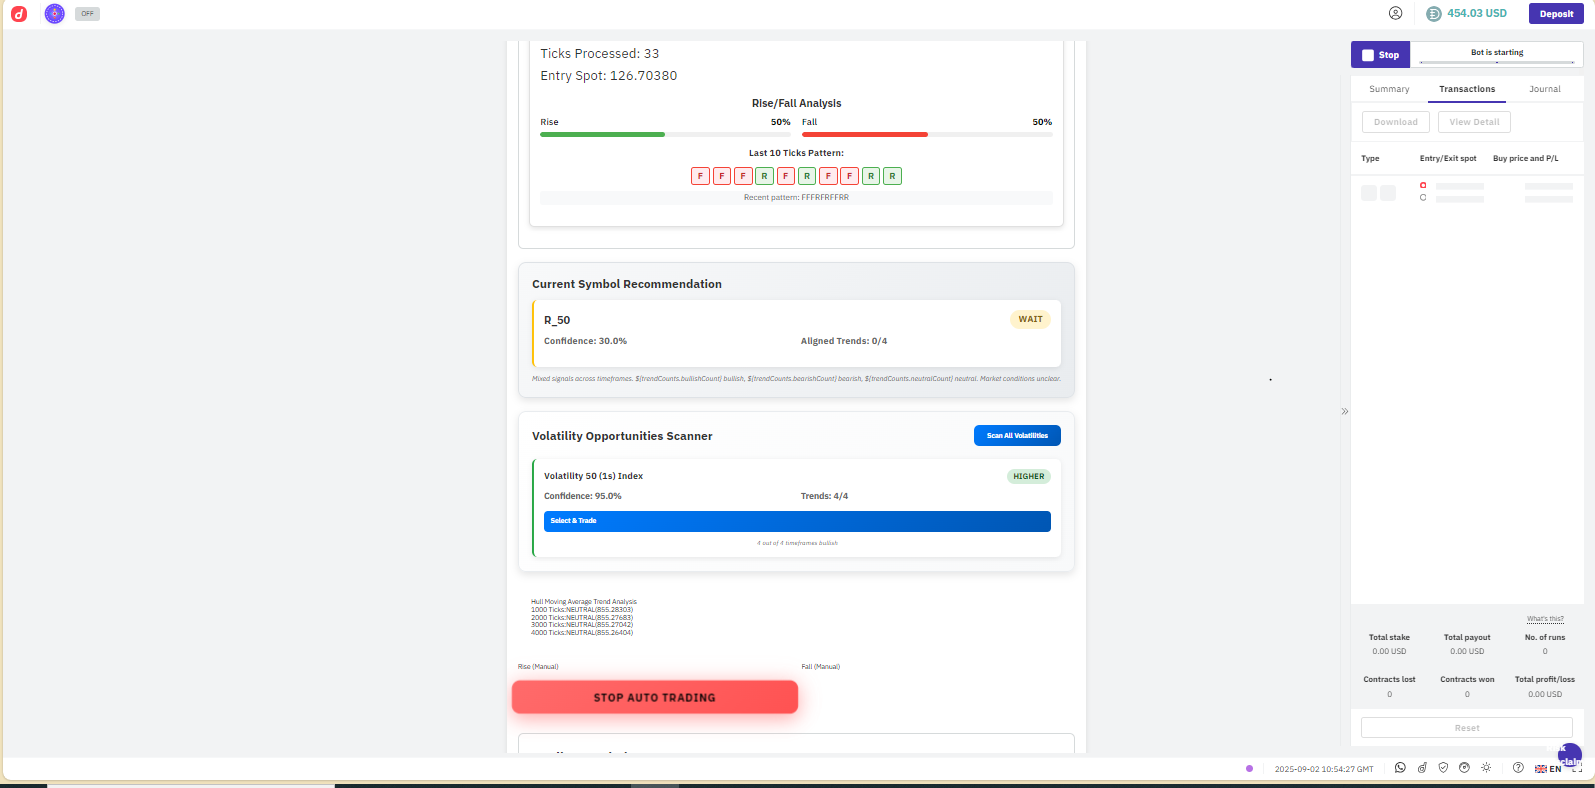 OFF
454.03 USD
Deposit
Ticks Processed: 33
Entry Spot: 126.70380
Rise/Fall Analysis
Rise 50% Fall 50%
Last 10 Ticks Pattern:
F F F R F R F F R R
Recent pattern: FFFRFRFFRR
Current Symbol Recommendation
R_50 WAIT
Confidence: 30.0% Aligned Trends: 0/4
Mixed signals across timeframes. ${trendCounts.bullishCount} bullish, ${trendCounts.bearishCount} bearish, ${trendCounts.neutralCount} neutral. Market conditions unclear.
Volatility Opportunities Scanner Scan All Volatilities
Volatility 50 (1s) Index HIGHER
Confidence: 95.0% Trends: 4/4
Select & Trade
4 out of 4 timeframes bullish
Hull Moving Average Trend Analysis
1000 Ticks:NEUTRAL(855.28303)
2000 Ticks:NEUTRAL(855.27683)
3000 Ticks:NEUTRAL(855.27042)
4000 Ticks:NEUTRAL(855.26404)
Rise (Manual) Fall (Manual)
STOP AUTO TRADING
Stop Bot is starting
Summary Transactions Journal
Download View Detail
Type Entry/Exit spot Buy price and P/L
What's this?
Total stake Total payout No. of runs
0.00 USD 0.00 USD 0
Contracts lost Contracts won Total profit/loss
0 0 0.00 USD
Reset
2025-09-02 10:54:27 GMT
EN